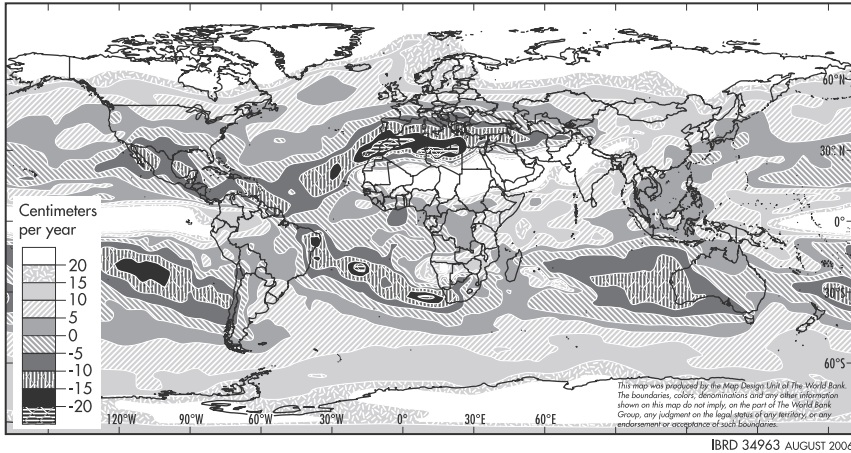 60°N
30° N
0°
30°S
60°S
Centimeters
per year
20
15
10
5
0
-5
-10
-15
-20
120°W
90°W
60°W
30°W
0°
30°E
60°E
This map was produced by the Map Design Unit of The World Bank.
The boundaries, colors, denominations and any other information
shown on this map do not imply, on the part of The World Bank
Group, any judgment on the legal status of any territory, or any
endorsement or acceptance of such boundaries.
IBRD 34963 AUGUST 2006